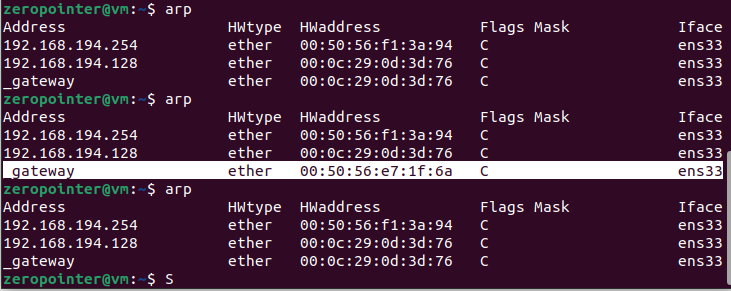 zeropointer@vm:~$ arp
Address HWtype HWaddress Flags Mask Iface
192.168.194.254 ether 00:50:56:f1:3a:94 C ens33
192.168.194.128 ether 00:0c:29:0d:3d:76 C ens33
_gateway ether 00:0c:29:0d:3d:76 C ens33
zeropointer@vm:~$ arp
Address HWtype HWaddress Flags Mask Iface
192.168.194.254 ether 00:50:56:f1:3a:94 C ens33
192.168.194.128 ether 00:0c:29:0d:3d:76 C ens33
_gateway ether 00:50:56:e7:1f:6a C ens33
zeropointer@vm:~$ arp
Address HWtype HWaddress Flags Mask Iface
192.168.194.254 ether 00:50:56:f1:3a:94 C ens33
192.168.194.128 ether 00:0c:29:0d:3d:76 C ens33
_gateway ether 00:0c:29:0d:3d:76 C ens33
zeropointer@vm:~$ S